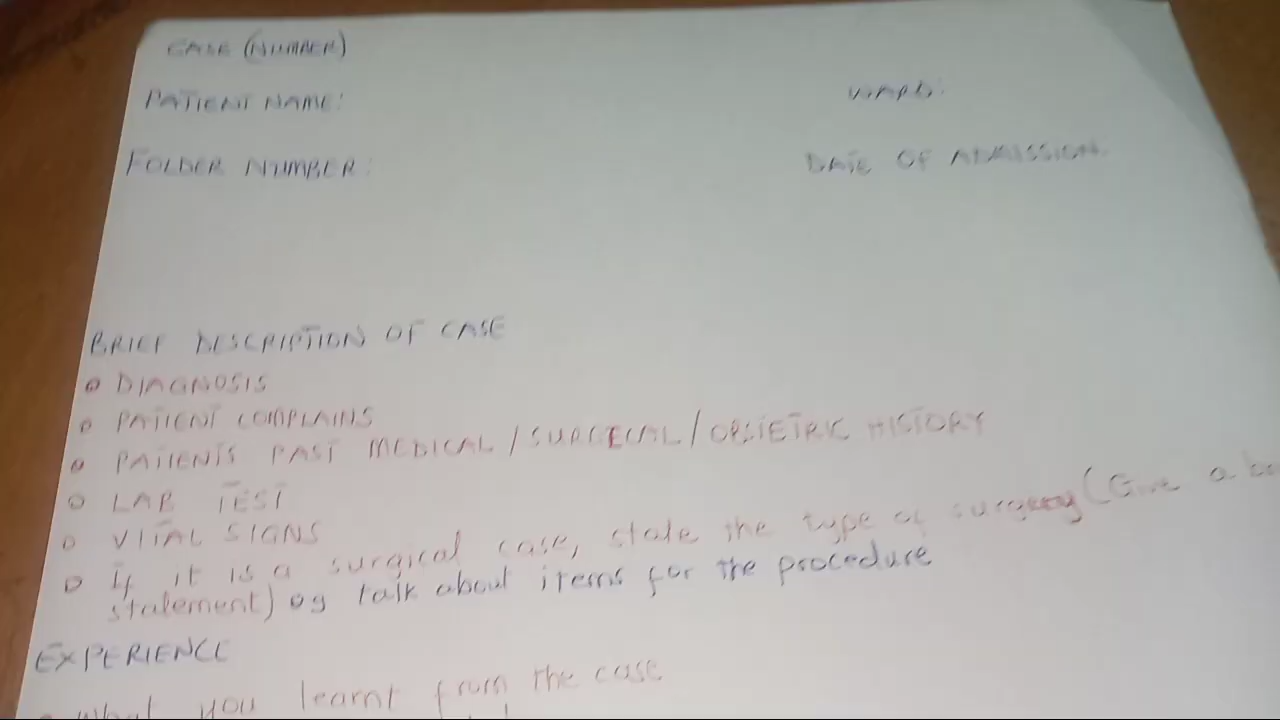 CASE (NUMBER)
PATIENT NAME: WARD:
FOLDER NUMBER: DATE OF ADMISSION
BRIEF DESCRIPTION OF CASE
DIAGNOSIS
PATIENT COMPLAINS
PATIENTS PAST MEDICAL/SURGECAL/OBSTETRIC HISTORY
LAB TEST
VITAL SIGNS
If it is a surgical case, state the type of surgery (Give a
statement) talk about items for the procedure
EXPERIENCE
What you learnt from the case